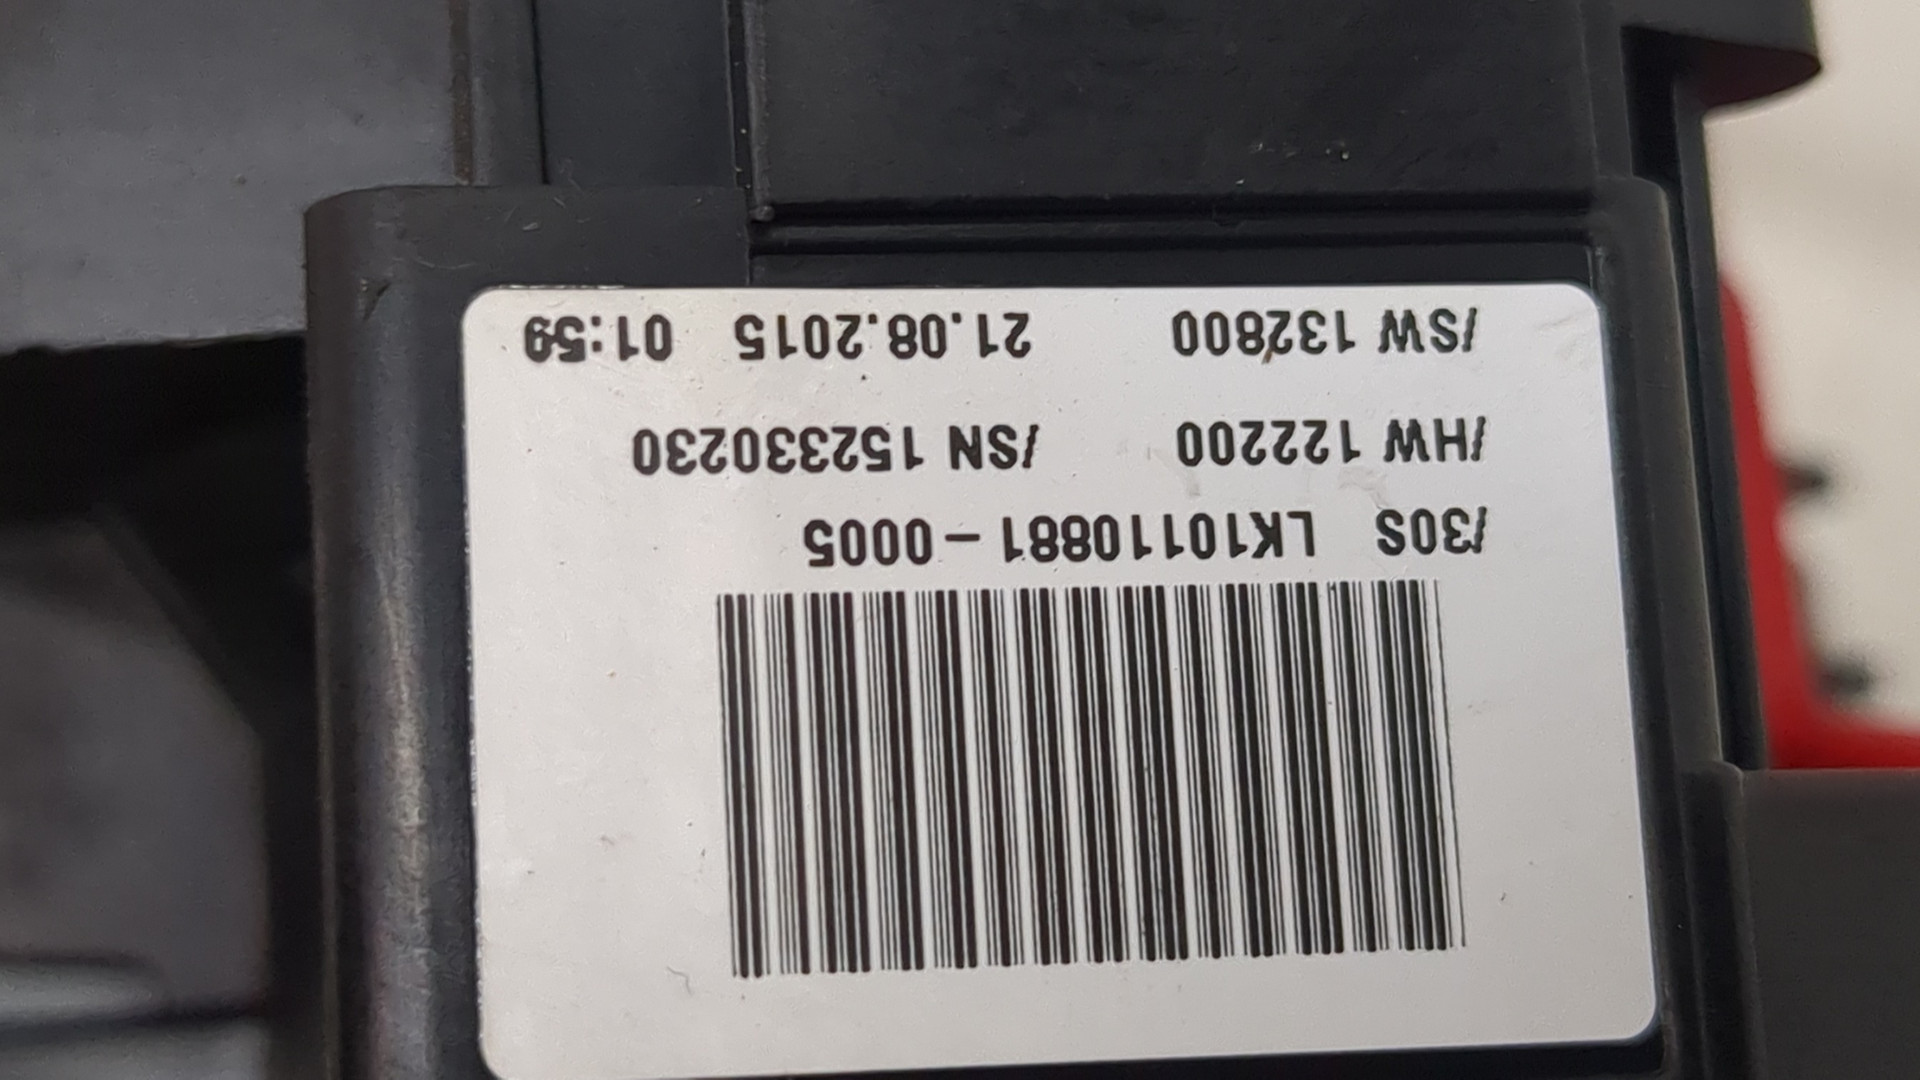 /30S LK10110881-0005
/HW 122200 /SN 152330230
/SW 132800 21.08.2015 01:59